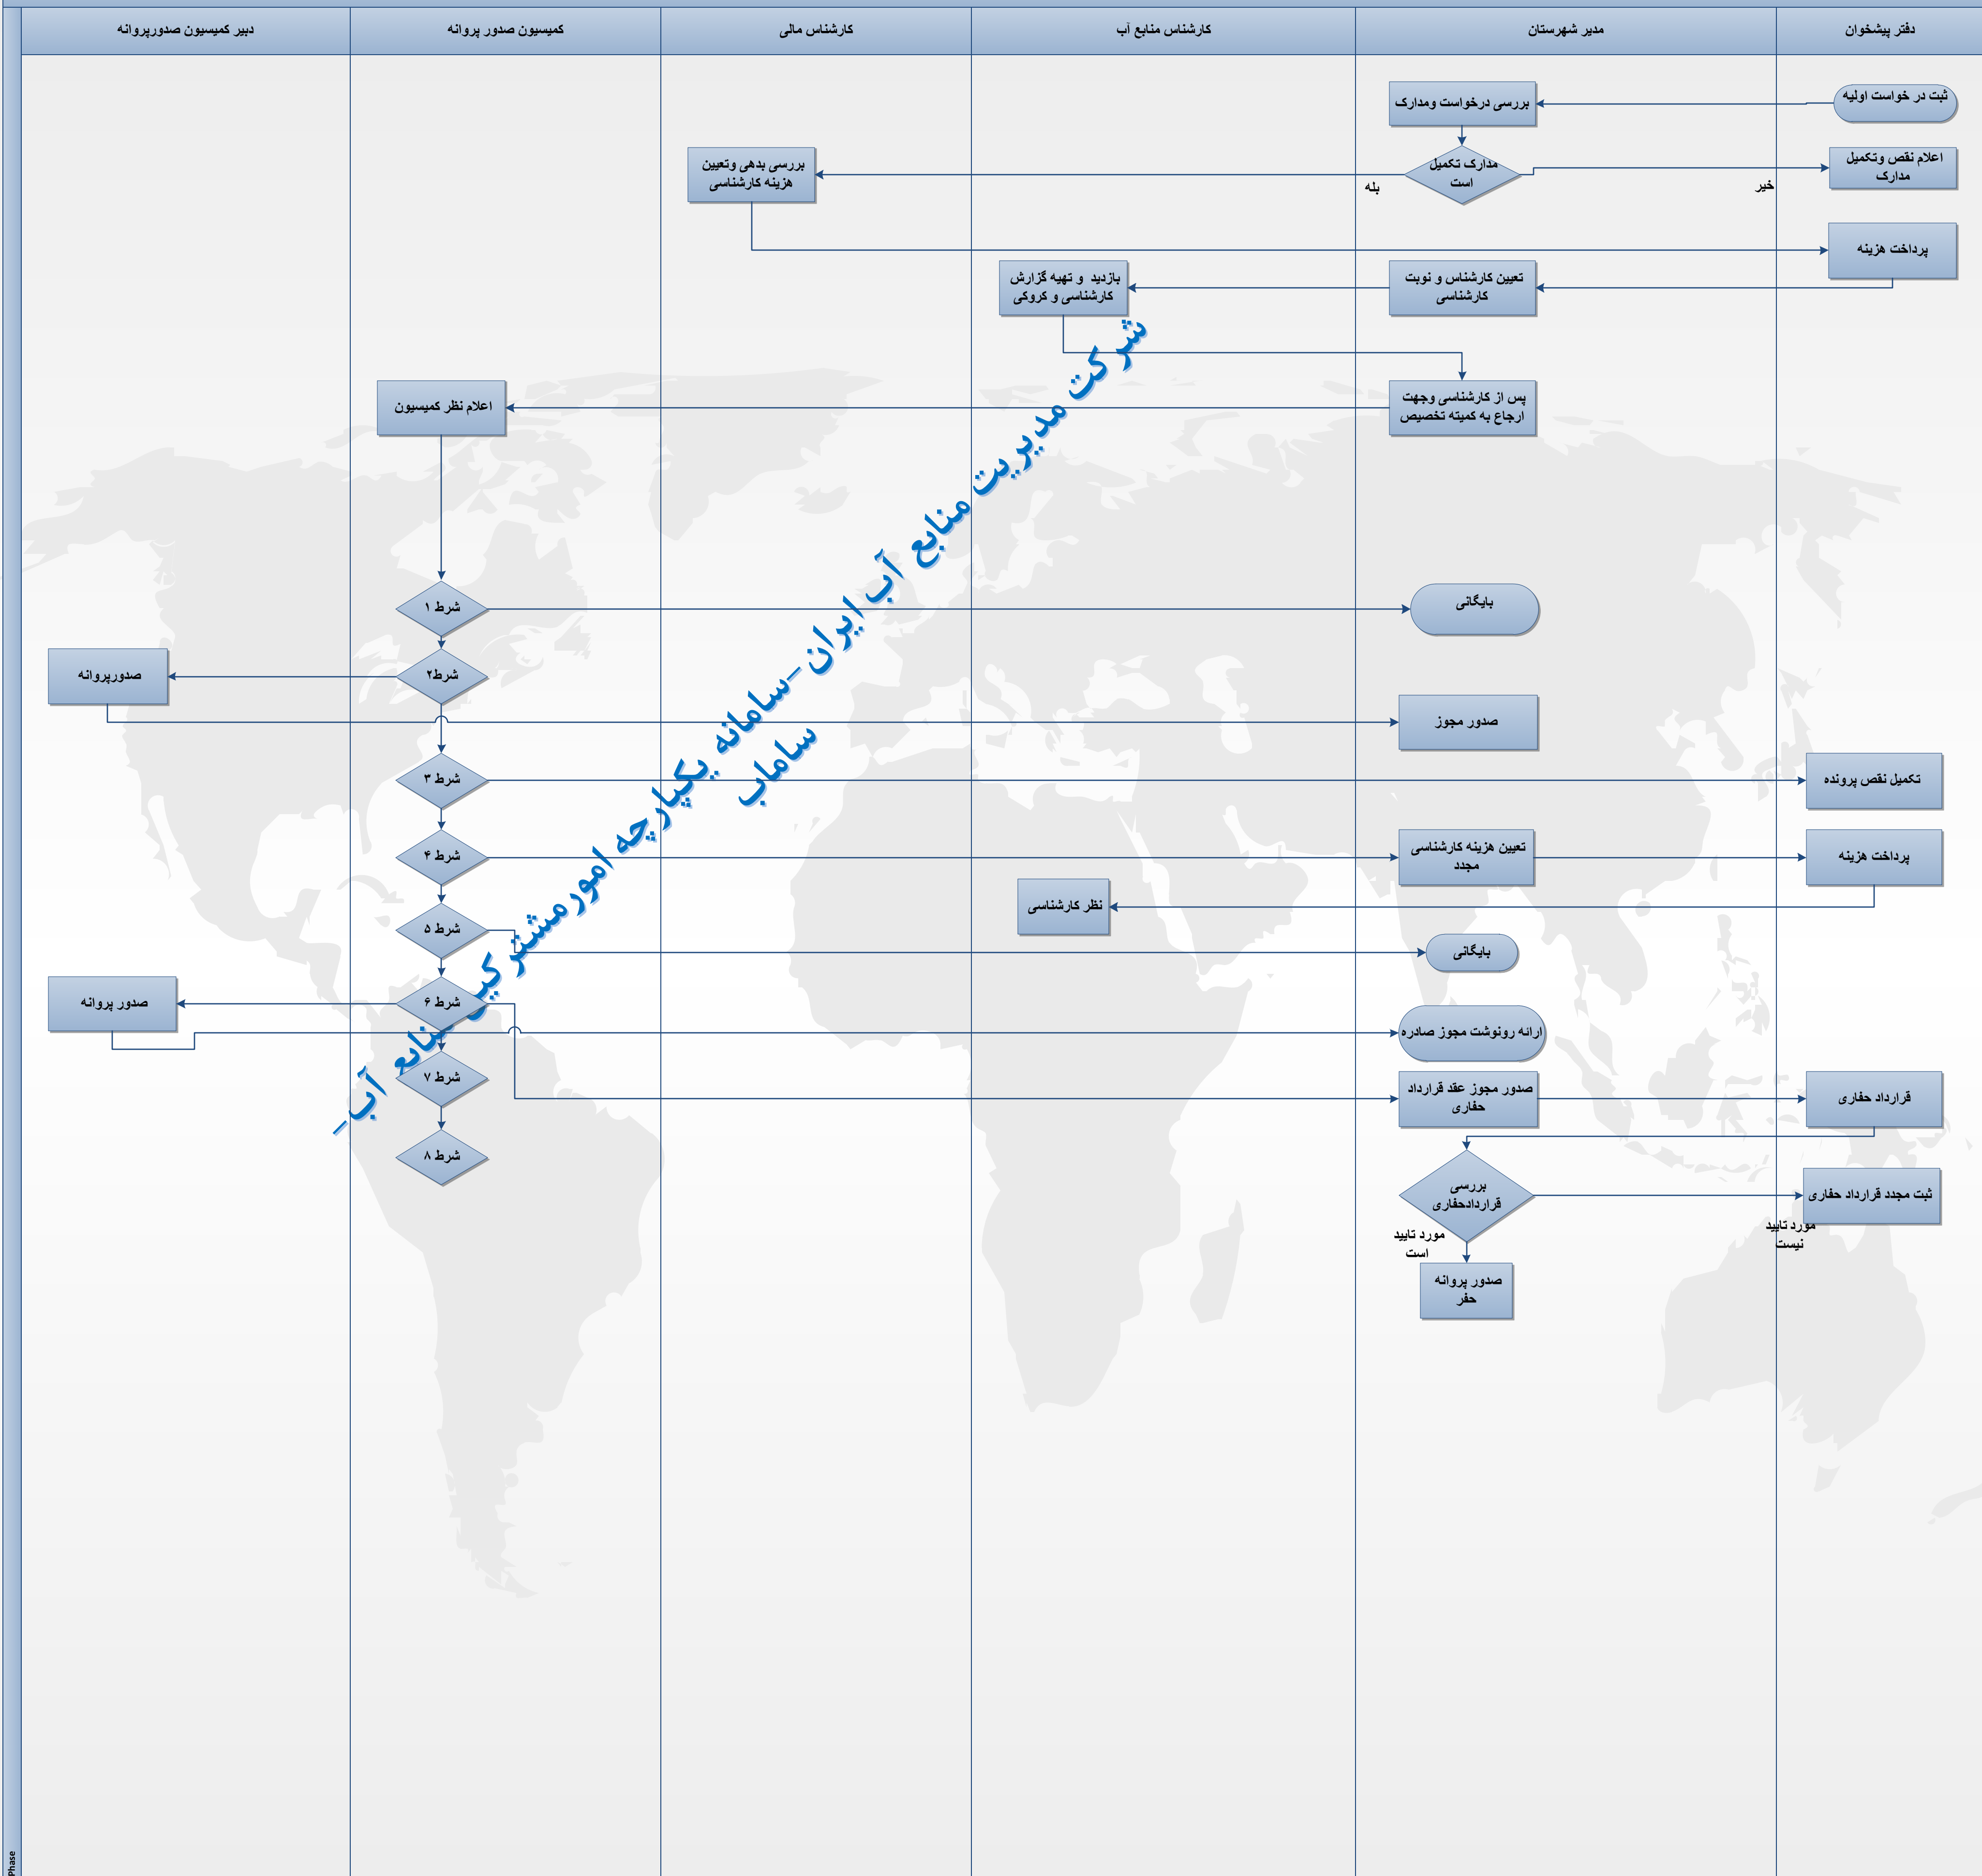 دفتر پیشخوان
مدیر شهرستان
کارشناس منابع آب
کارشناس مالی
کمیسیون صدور پروانه
دبیر کمیسیون صدورپروانه
ثبت در خواست اولیه
بررسی درخواست ومدارک
اعلام نقص وتکمیل
مدارک
مدارک تکمیل
است
خیر
بله
بررسی بدهی وتعیین
هزینه کارشناسی
پرداخت هزینه
تعیین کارشناس و نوبت
کارشناسی
بازدید و تهیه گزارش
کارشناسی و کروکی
پس از کارشناسی وجهت
ارجاع به کمیته تخصیص
اعلام نظر کمیسیون
شرکت مدیریت منابع آب ایران -سامانه یکپارچه امورمشترکین منابع آب-
ساماب
شرط ۱
بایگانی
شرط۲
صدورپروانه
صدور مجوز
شرط ۳
تکمیل نقص پرونده
شرط ۴
تعیین هزینه کارشناسی
مجدد
پرداخت هزینه
نظر کارشناسی
شرط ۵
بایگانی
شرط ۶
صدور پروانه
ارائه رونوشت مجوز صادره
شرط ۷
صدور مجوز عقد قرارداد
حفاری
قرارداد حفاری
شرط ۸
بررسی
قراردادحفاری
ثبت مجدد قرارداد حفاری
مورد تایید
نیست
مورد تایید
است
صدور پروانه
حفر
Phase